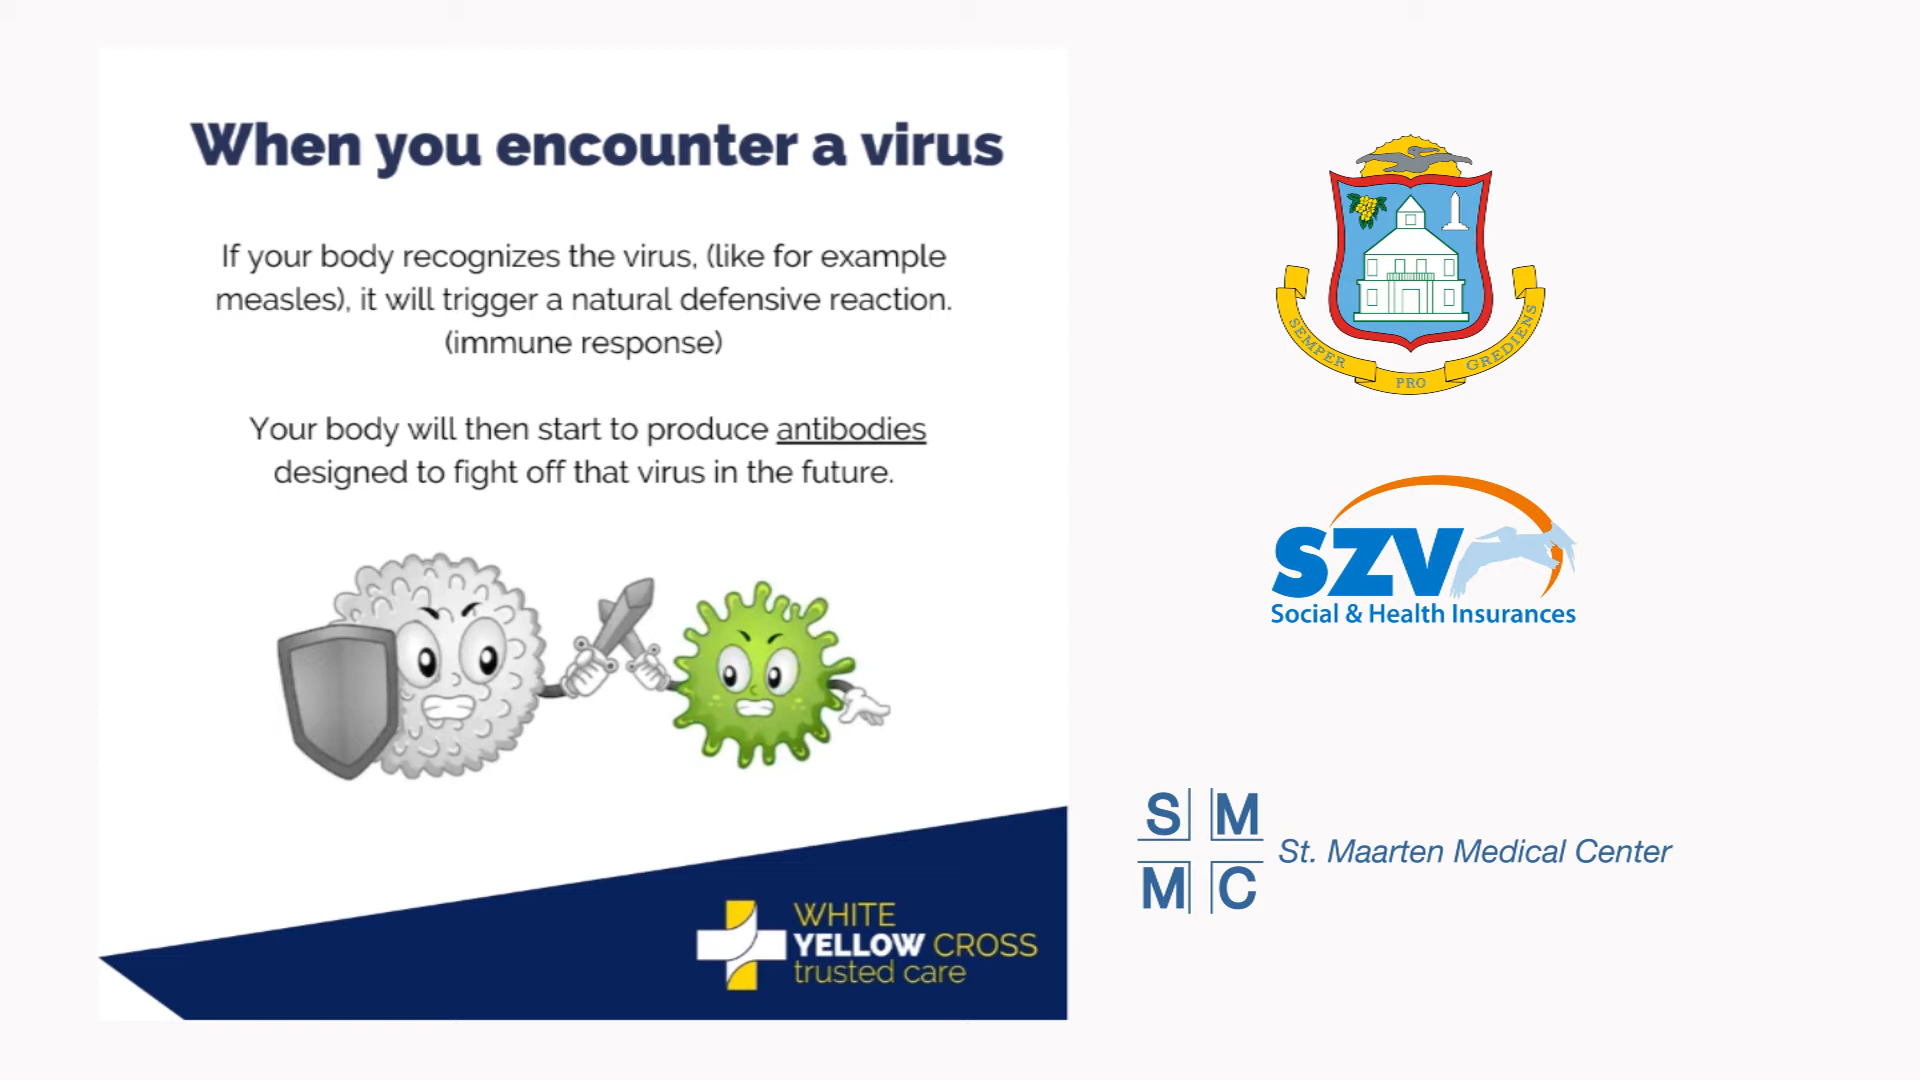 When you encounter a virus
If your body recognizes the virus, (like for example
measles), it will trigger a natural defensive reaction.
(immune response)
Your body will then start to produce antibodies
designed to fight off that virus in the future.
WHITE
YELLOW CROSS
trusted care
SEMPER PRO GREDIENS
SZV
Social & Health Insurances
S M
M C
St. Maarten Medical Center